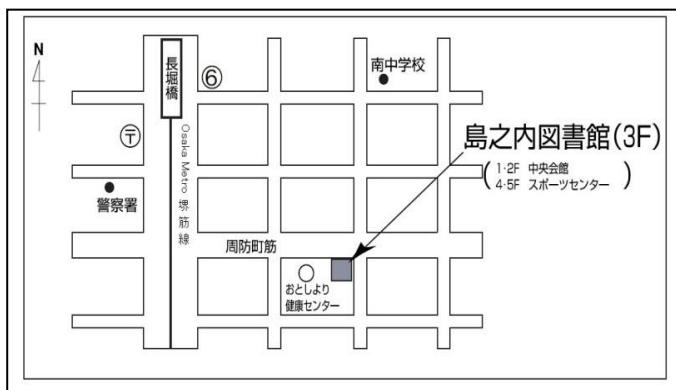 N
長堀橋
⑥
南中学校
〒
Osaka Metro 堺筋線
島之内図書館(3F)
(1・2F 中央会館
4・5F スポーツセンター)
警察署
周防町筋
おとしより
健康センター